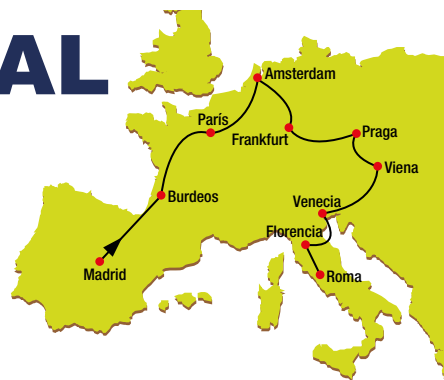 AL
Amsterdam
París
Frankfurt
Praga
Viena
Burdeos
Venecia
Florencia
Madrid
Roma